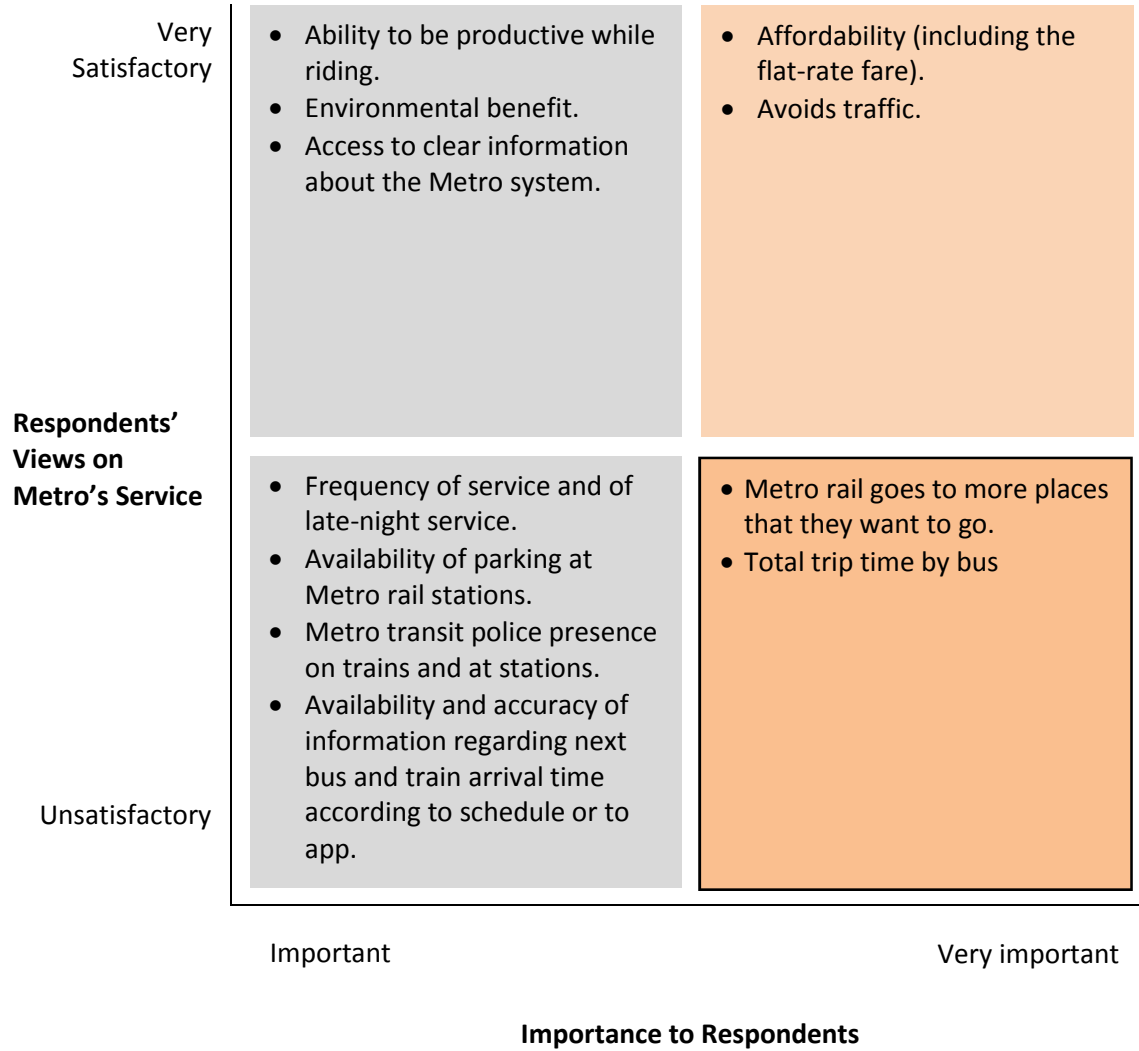 Very
Satisfactory
• Ability to be productive while
riding.
• Environmental benefit.
• Access to clear information
about the Metro system.
• Affordability (including the
flat-rate fare).
• Avoids traffic.
Respondents’
Views on
Metro’s Service
• Frequency of service and of
late-night service.
• Availability of parking at
Metro rail stations.
• Metro transit police presence
on trains and at stations.
• Availability and accuracy of
information regarding next
bus and train arrival time
according to schedule or to
app.
• Metro rail goes to more places
that they want to go.
• Total trip time by bus
Unsatisfactory
Important
Very important
Importance to Respondents